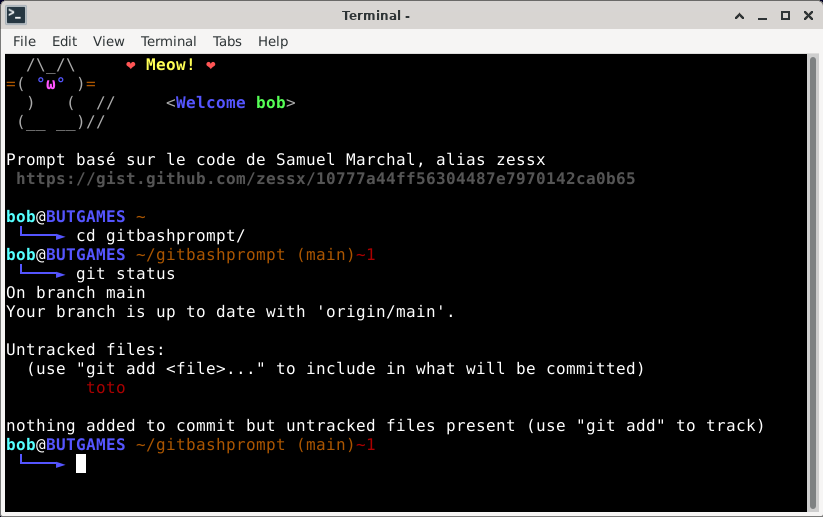 Terminal -
File Edit View Terminal Tabs Help
  /\_/\     ❤ Meow! ❤
=( °ω° )=
  )   (  //     <Welcome bob>
 (__ __)//
Prompt basé sur le code de Samuel Marchal, alias zessx
 https://gist.github.com/zessx/10777a44ff56304487e7970142ca0b65
bob@BUTGAMES ~
 └───► cd gitbashprompt/
bob@BUTGAMES ~/gitbashprompt (main)~1
 └───► git status
On branch main
Your branch is up to date with 'origin/main'.
Untracked files:
  (use "git add <file>..." to include in what will be committed)
        toto
nothing added to commit but untracked files present (use "git add" to track)
bob@BUTGAMES ~/gitbashprompt (main)~1
 └───►